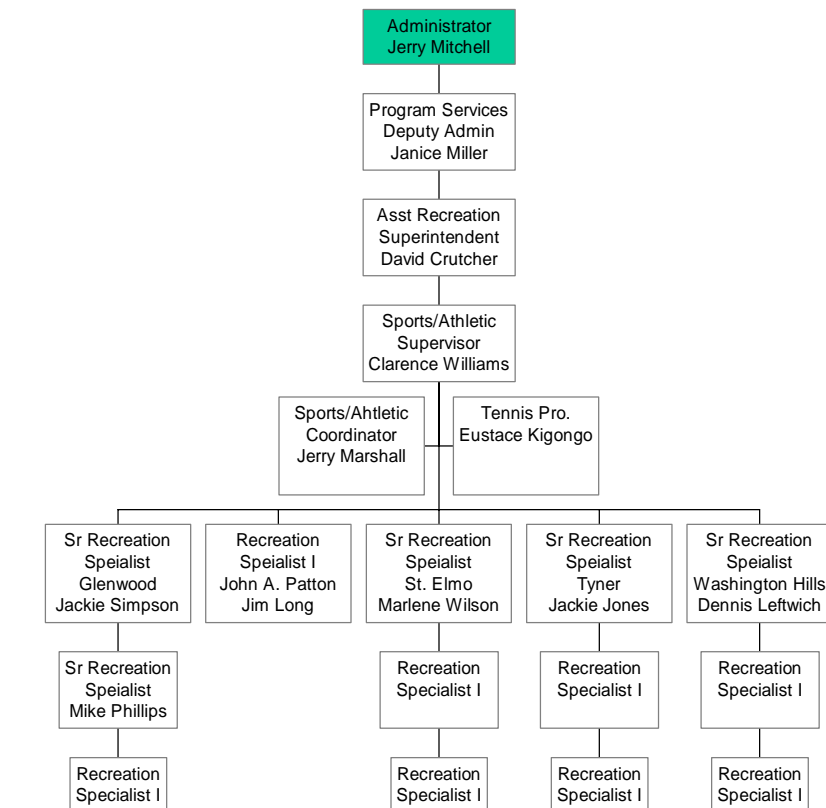 Administrator
Jerry Mitchell
Program Services
Deputy Admin
Janice Miller
Asst Recreation
Superintendent
David Crutcher
Sports/Athletic
Supervisor
Clarence Williams
Sports/Ahtletic
Coordinator
Jerry Marshall
Tennis Pro.
Eustace Kigongo
Sr Recreation
Speialist
Glenwood
Jackie Simpson
Recreation
Speialist I
John A. Patton
Jim Long
Sr Recreation
Speialist
St. Elmo
Marlene Wilson
Sr Recreation
Speialist
Tyner
Jackie Jones
Sr Recreation
Speialist
Washington Hills
Dennis Leftwich
Sr Recreation
Speialist
Mike Phillips
Recreation
Specialist I
Recreation
Specialist I
Recreation
Specialist I
Recreation
Specialist I
Recreation
Specialist I
Recreation
Specialist I
Recreation
Specialist I